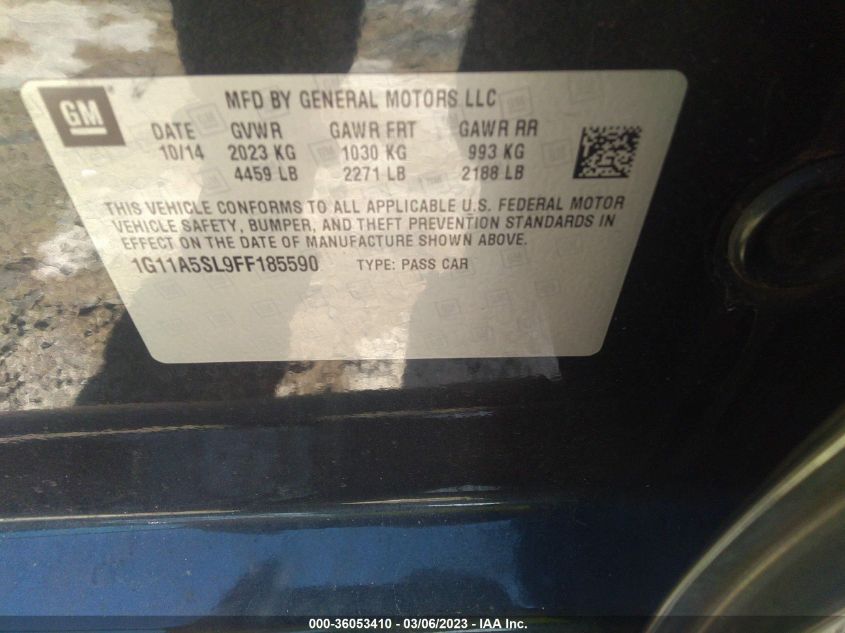 GM
MFD BY GENERAL MOTORS LLC
DATE GVWR GAWR FRT GAWR RR
10/14 2023 KG 1030 KG 993 KG
4459 LB 2271 LB 2188 LB
THIS VEHICLE CONFORMS TO ALL APPLICABLE U.S. FEDERAL MOTOR
VEHICLE SAFETY, BUMPER, AND THEFT PREVENTION STANDARDS IN
EFFECT ON THE DATE OF MANUFACTURE SHOWN ABOVE.
1G11A5SL9FF185590 TYPE: PASS CAR
000-36053410 - 03/06/2023 - IAA Inc.